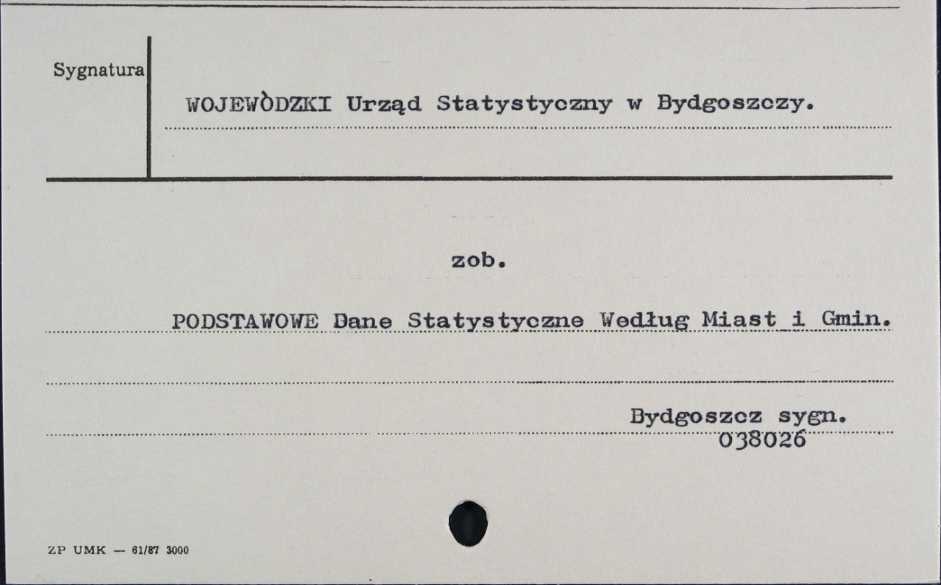 Sygnatura
WOJEWÒDZKI Urząd Statystyczny w Bydgoszczy.
zob.
PODSTAWOWE Dane Statystyczne Według Miast i Gmin.
Bydgoszcz sygn.
038026
ZP UMK — 61/87 3000